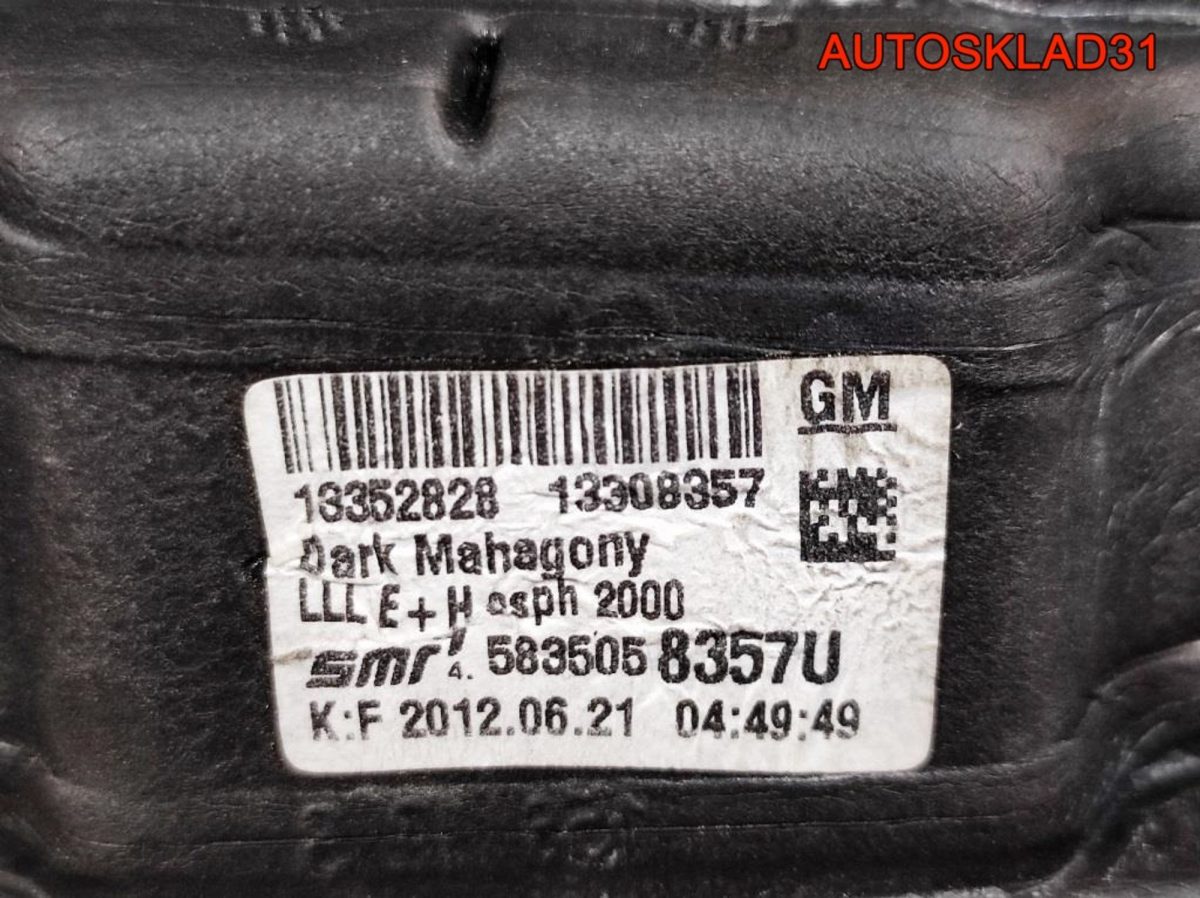 AUTOSKLAD31
GM
13352828 13308357
Dark Mahagony
LLL E+H asph 2000
smr 4. 583505 8357U
K:F 2012.06.21 04:49:49